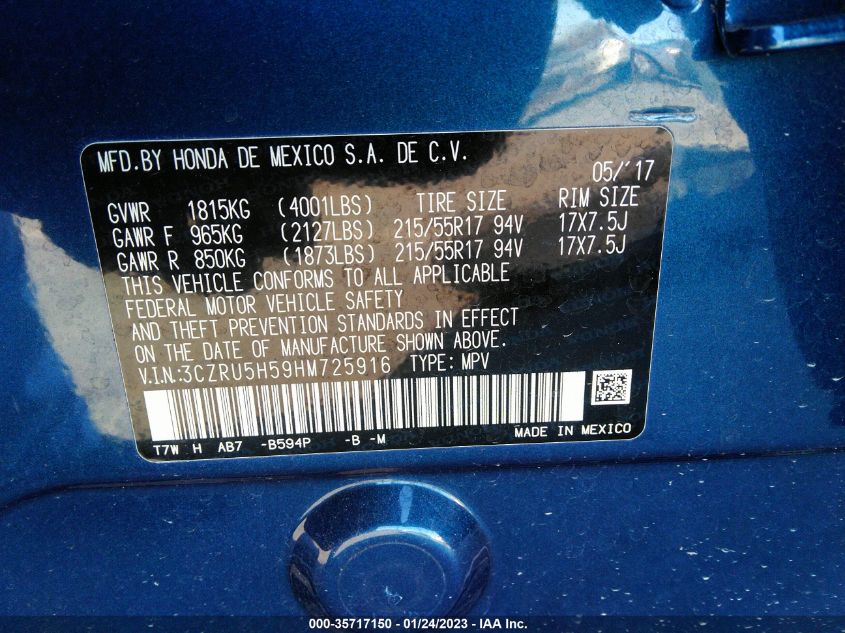 MFD.BY HONDA DE MEXICO S.A. DE C.V.
05/'17
GVWR 1815KG (4001LBS) TIRE SIZE RIM SIZE
GAWR F 965KG (2127LBS) 215/55R17 94V 17X7.5J
GAWR R 850KG (1873LBS) 215/55R17 94V 17X7.5J
THIS VEHICLE CONFORMS TO ALL APPLICABLE
FEDERAL MOTOR VEHICLE SAFETY
AND THEFT PREVENTION STANDARDS IN EFFECT
ON THE DATE OF MANUFACTURE SHOWN ABOVE.
V.I.N.:3CZRU5H59HM725916 TYPE: MPV
T7W H AB7 -B594P -B -M MADE IN MEXICO
000-35717150 - 01/24/2023 - IAA, Inc.